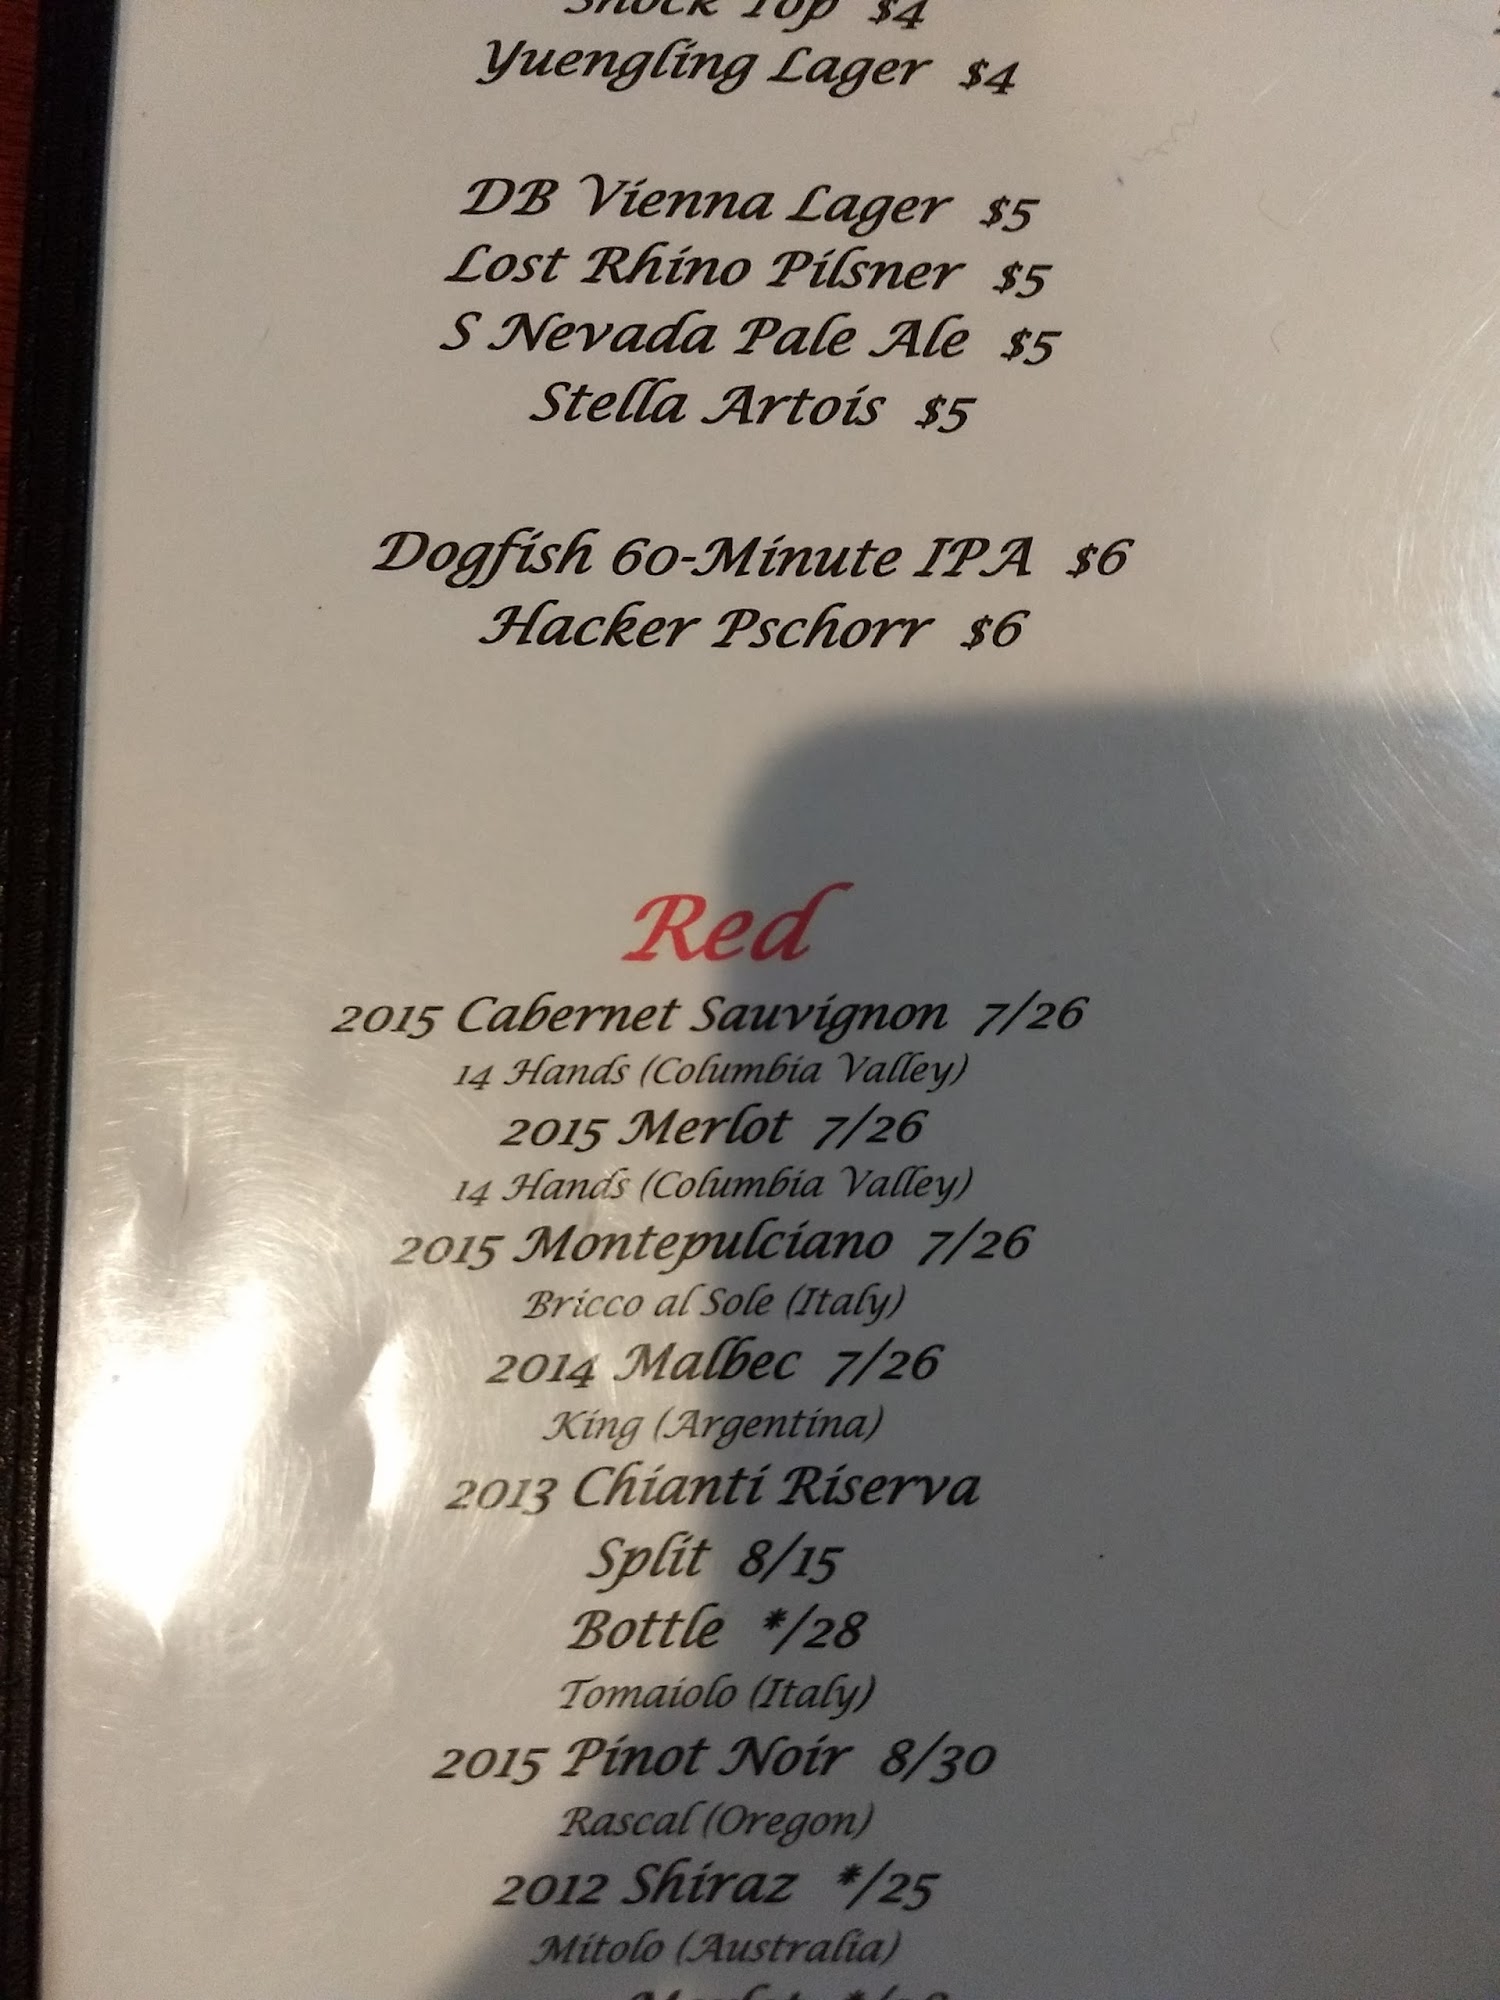 Shock Top $4
Yuengling Lager $4
DB Vienna Lager $5
Lost Rhino Pilsner $5
S Nevada Pale Ale $5
Stella Artois $5
Dogfish 60-Minute IPA $6
Hacker Pschorr $6
Red
2015 Cabernet Sauvignon 7/26
14 Hands (Columbia Valley)
2015 Merlot 7/26
14 Hands (Columbia Valley)
2015 Montepulciano 7/26
Bricco al Sole (Italy)
2014 Malbec 7/26
King (Argentina)
2013 Chianti Riserva
Split 8/15
Bottle */28
Tomaiolo (Italy)
2015 Pinot Noir 8/30
Rascal (Oregon)
2012 Shiraz */25
Mitolo (Australia)